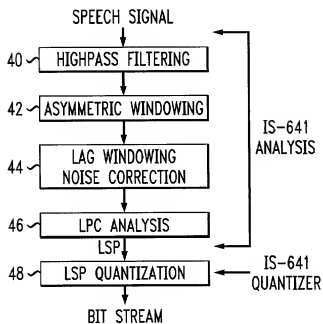 SPEECH SIGNAL
40 HIGHPASS FILTERING
42 ASYMMETRIC WINDOWING
44 LAG WINDOWING
NOISE CORRECTION
IS-641
ANALYSIS
46 LPC ANALYSIS
LSP
48 LSP QUANTIZATION
IS-641
QUANTIZER
BIT STREAM